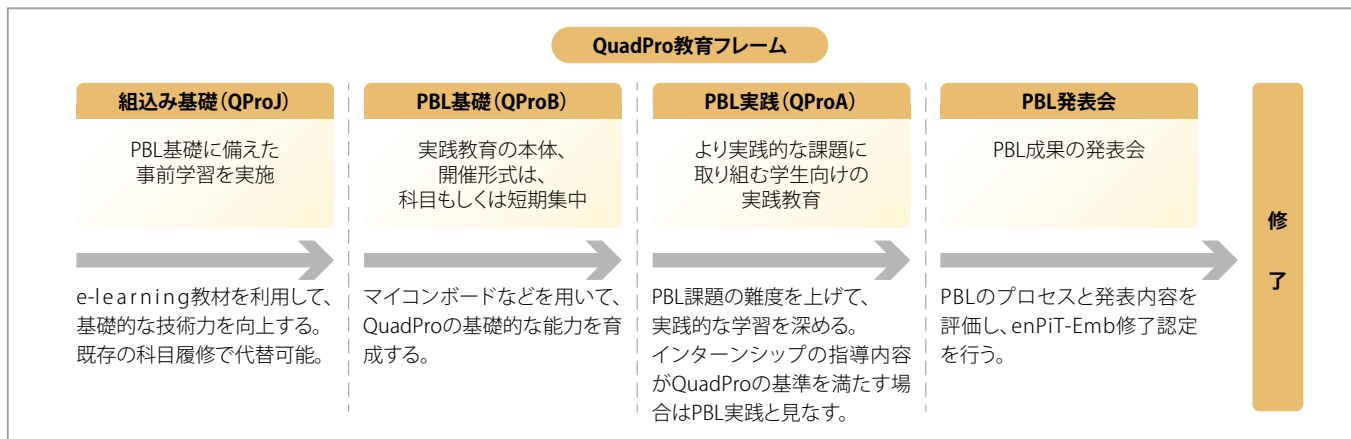 QuadPro教育フレーム
組込み基礎（QProJ）
PBL基礎に備えた
事前学習を実施
e-learning教材を利用して、
基礎的な技術力を向上する。
既存の科目履修で代替可能。
PBL基礎（QProB）
実践教育の本体、
開催形式は、
科目もしくは短期集中
マイコンボードなどを用いて、
QuadProの基礎的な能力を育
成する。
PBL実践（QProA）
より実践的な課題に
取り組む学生向けの
実践教育
PBL課題の難度を上げて、
実践的な学習を深める。
インターンシップの指導内容
がQuadProの基準を満たす場
合はPBL実践と見なす。
PBL発表会
PBL成果の発表会
PBLのプロセスと発表内容を
評価し、enPiT-Emb修了認定
を行う。
修了